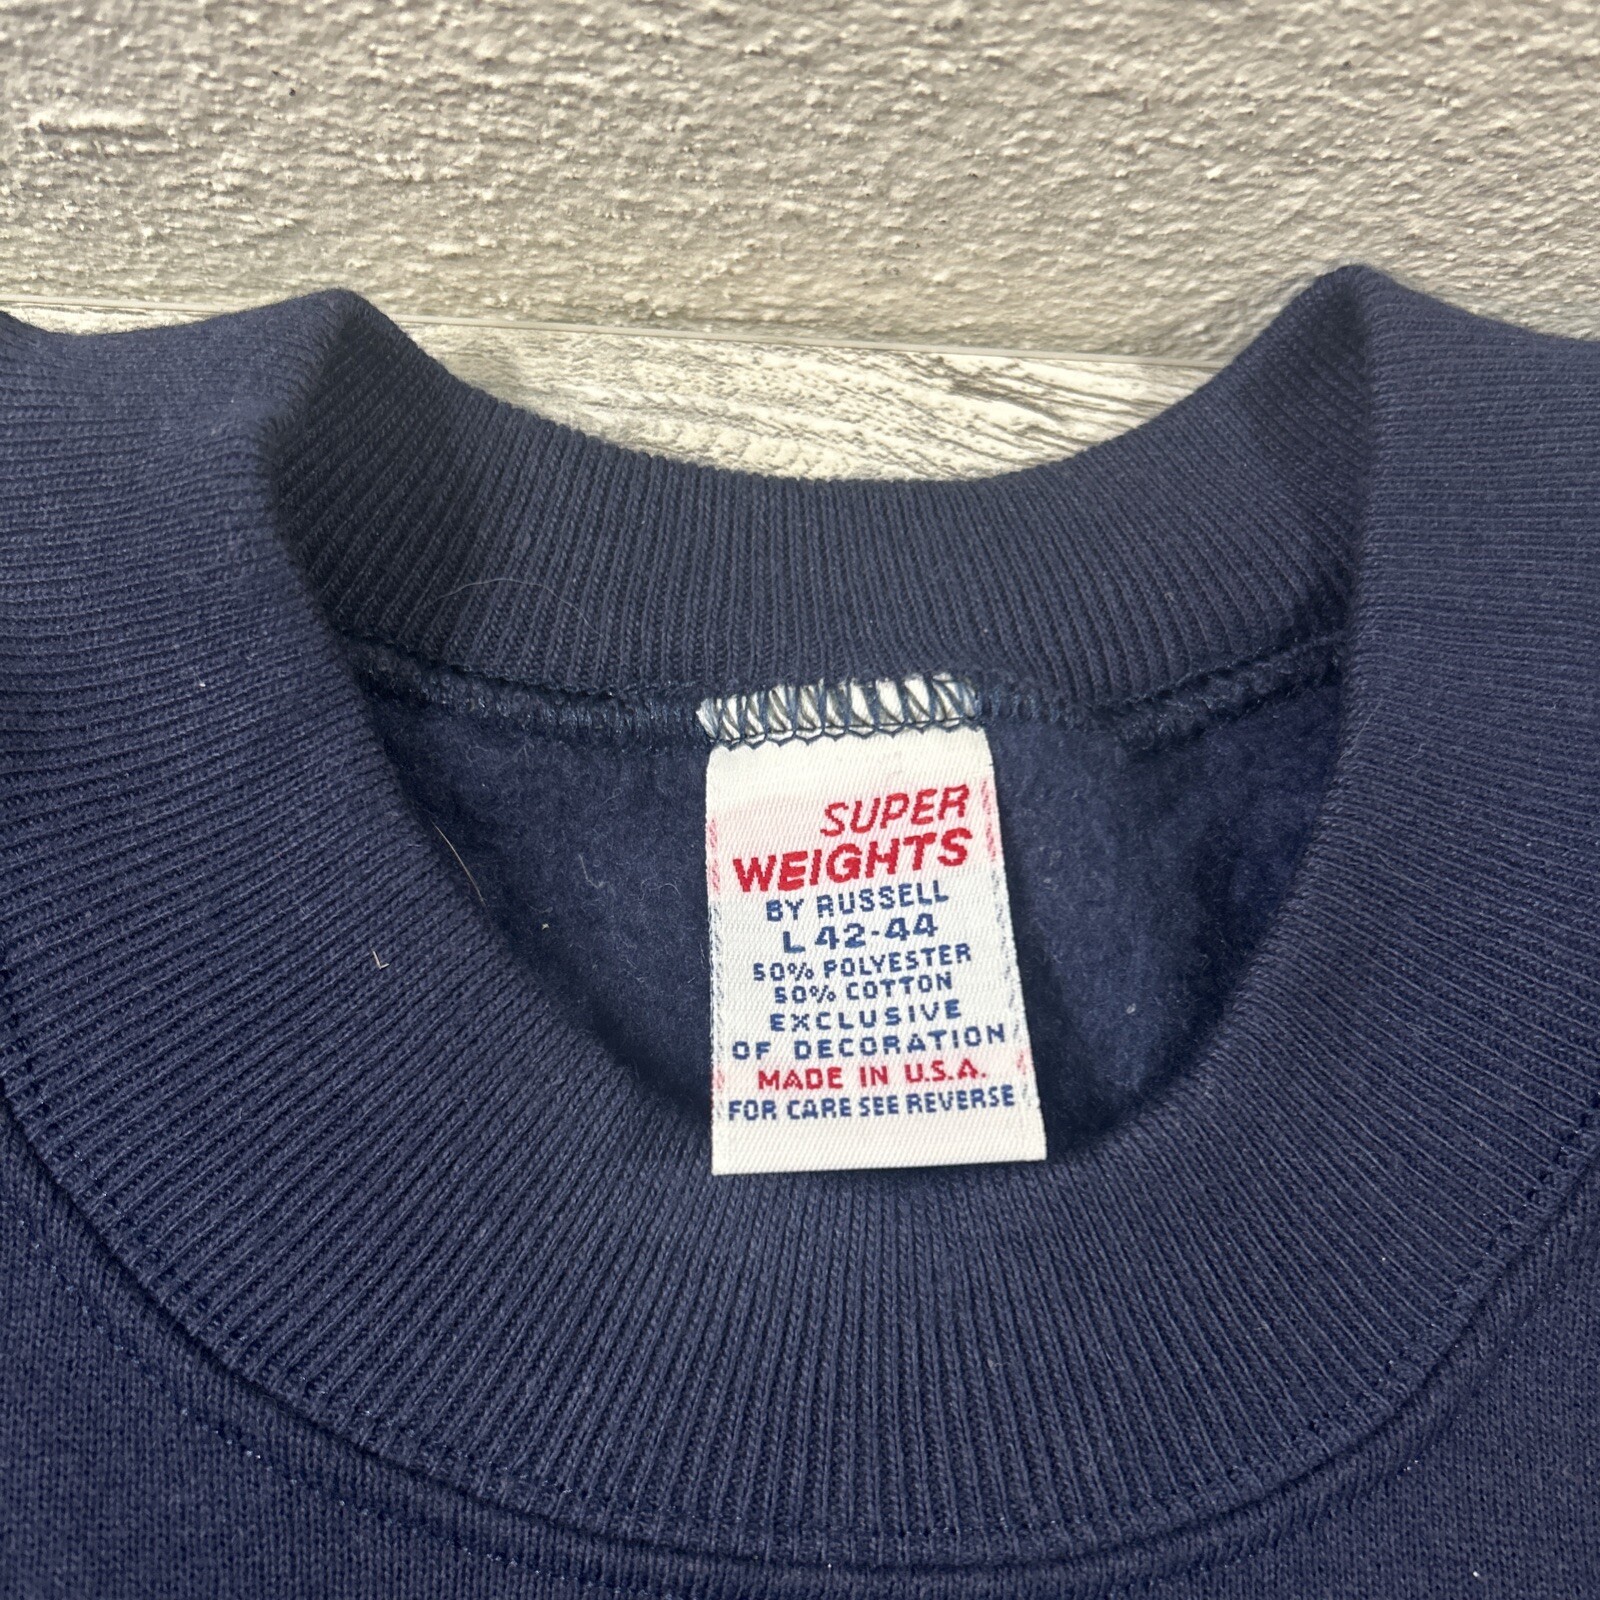 SUPER
WEIGHTS
BY RUSSELL
L 42-44
50% POLYESTER
50% COTTON
EXCLUSIVE
OF DECORATION
MADE IN U.S.A.
FOR CARE SEE REVERSE